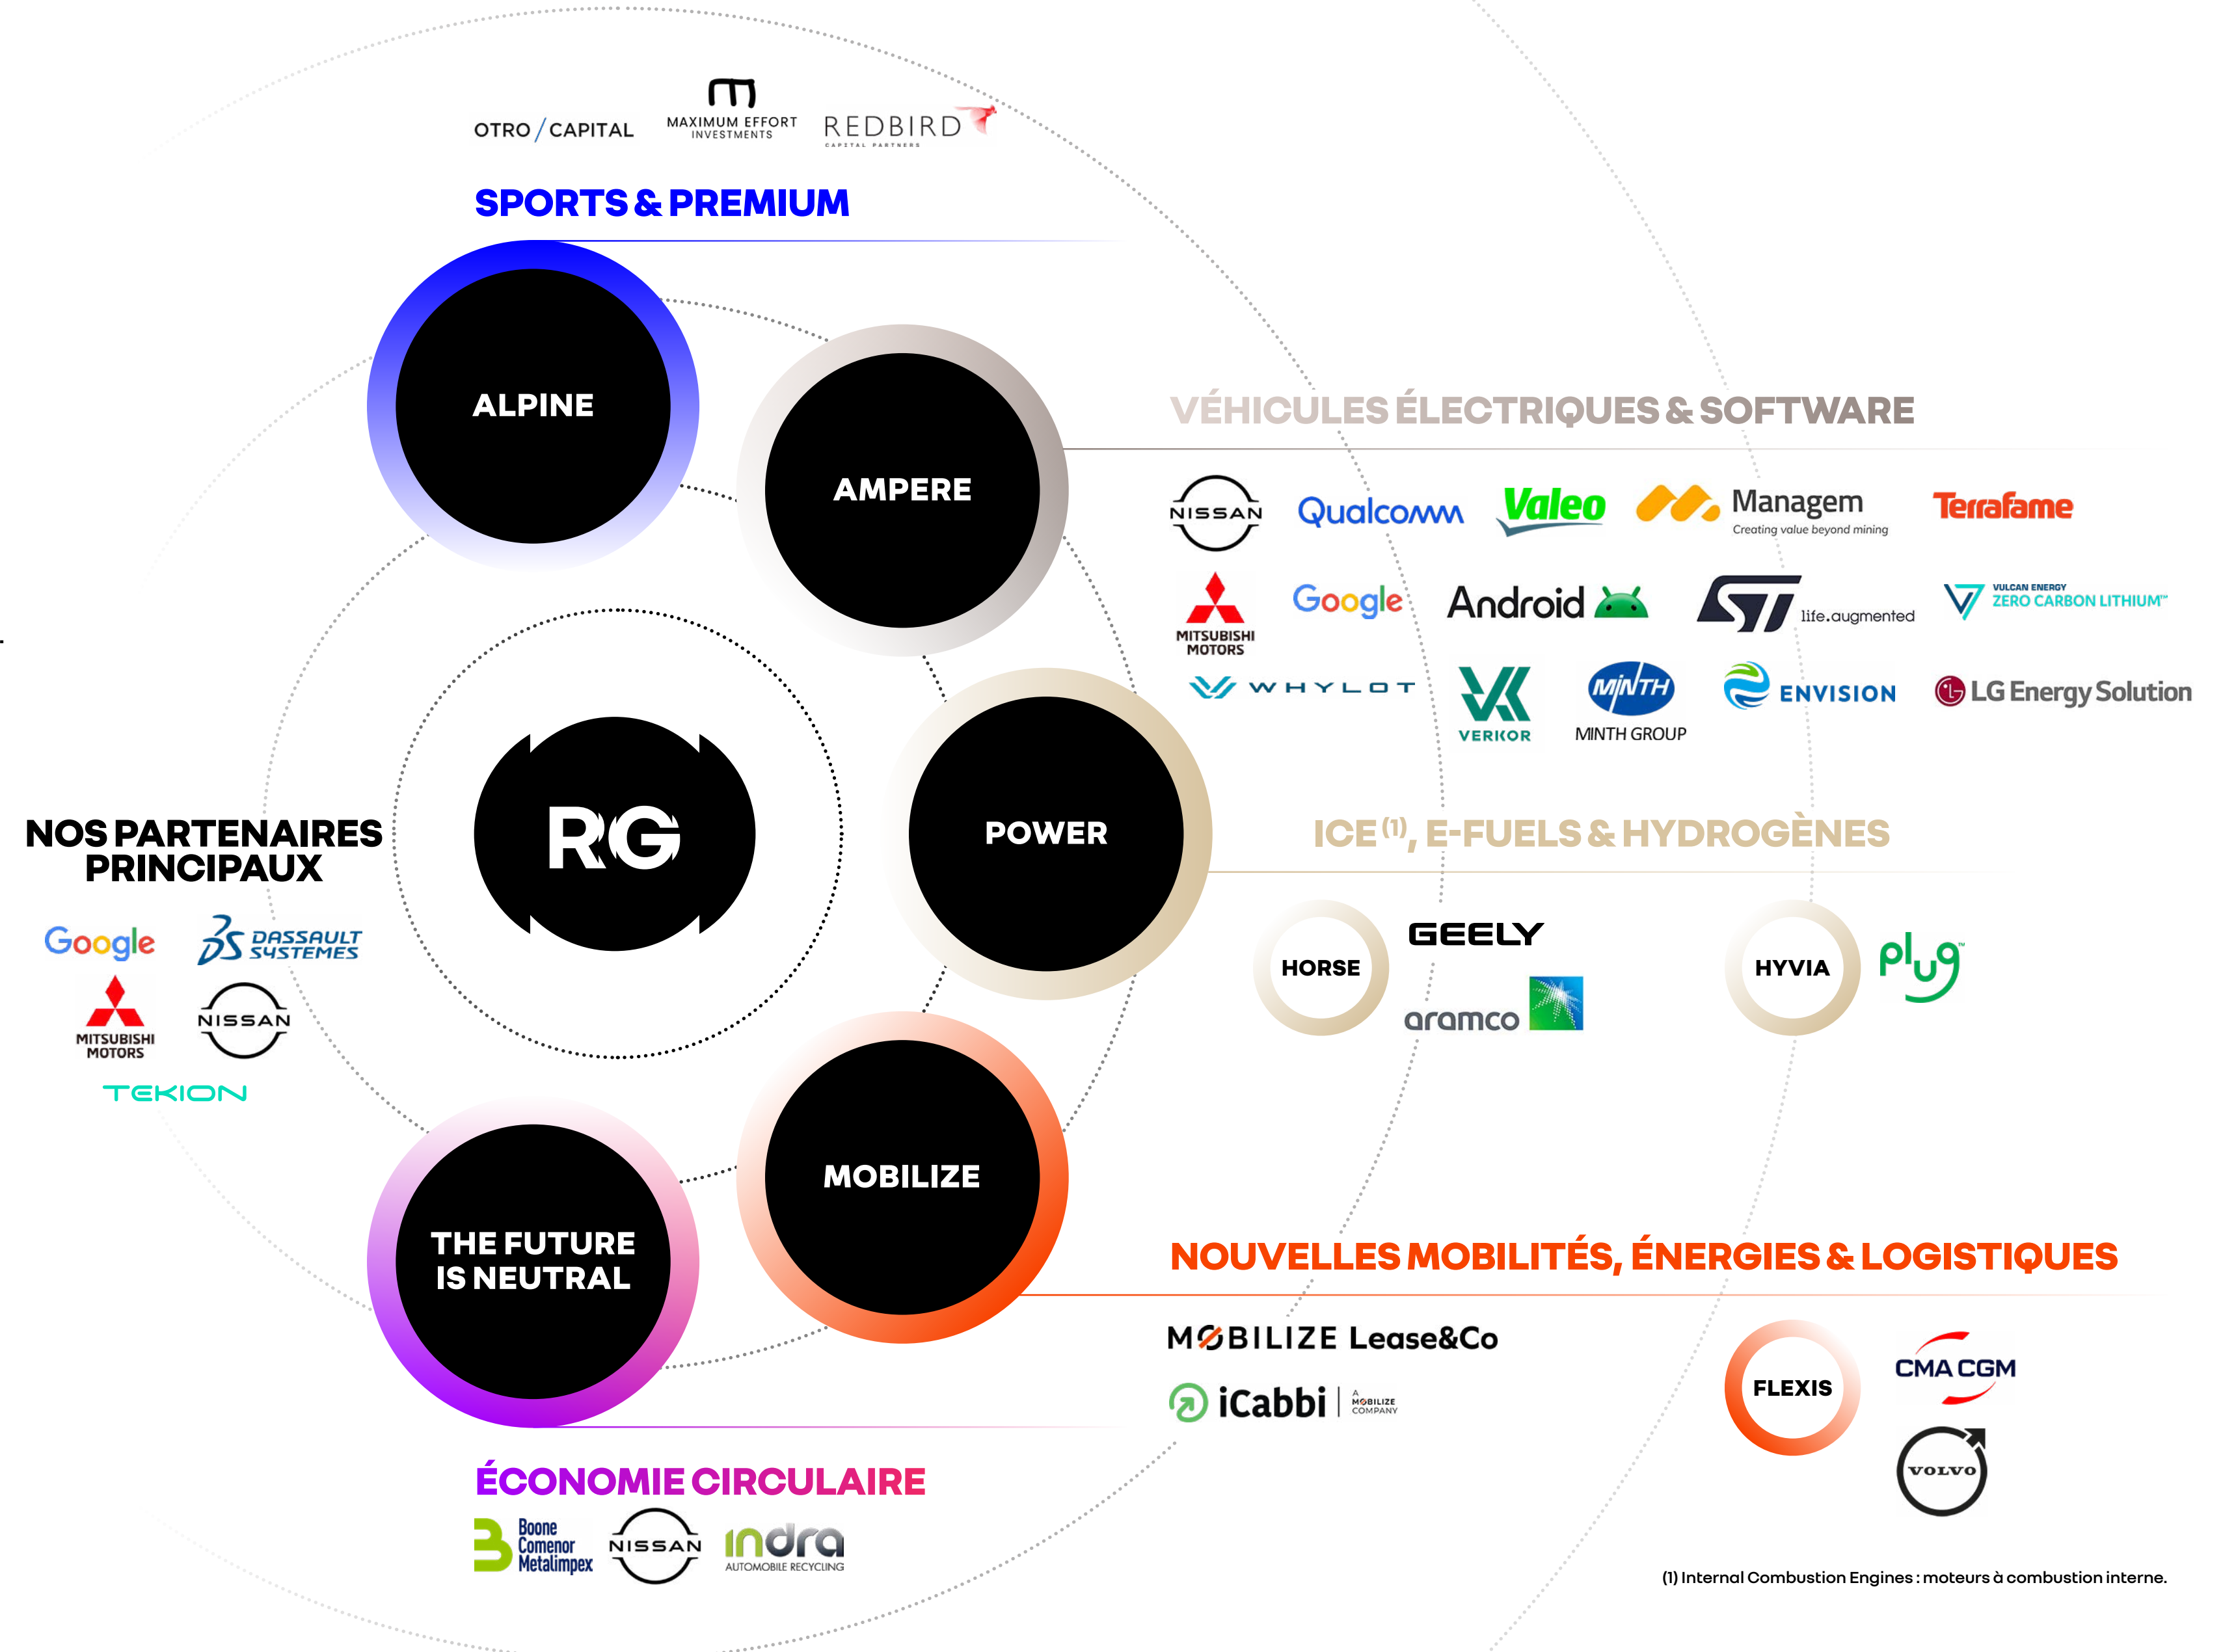 OTRO / CAPITAL
MAXIMUM EFFORT
INVESTMENTS
REDBIRD
CAPITAL PARTNERS
SPORTS & PREMIUM
ALPINE
AMPERE
VÉHICULES ÉLECTRIQUES & SOFTWARE
NISSAN
Qualcomm
Valeo
Managem
Creating value beyond mining
Terrafame
MITSUBISHI
MOTORS
Google
Android
ST life.augmented
VULCAN ENERGY
ZERO CARBON LITHIUM™
WHYLOT
VERKOR
MINTH
MINTH GROUP
ENVISION
LG LG Energy Solution
RG
POWER
ICE (1), E-FUELS & HYDROGÈNES
HORSE
GEELY
aramco
HYVIA
plug™
NOS PARTENAIRES
PRINCIPAUX
Google
3DS DASSAULT
SYSTEMES
MITSUBISHI
MOTORS
NISSAN
TEKION
MOBILIZE
THE FUTURE
IS NEUTRAL
NOUVELLES MOBILITÉS, ÉNERGIES & LOGISTIQUES
MOBILIZE Lease&Co
iCabbi
A
MOBILIZE
COMPANY
FLEXIS
CMA CGM
VOLVO
ÉCONOMIE CIRCULAIRE
Boone
Comenor
Metalimpex
NISSAN
indra
AUTOMOBILE RECYCLING
(1) Internal Combustion Engines : moteurs à combustion interne.